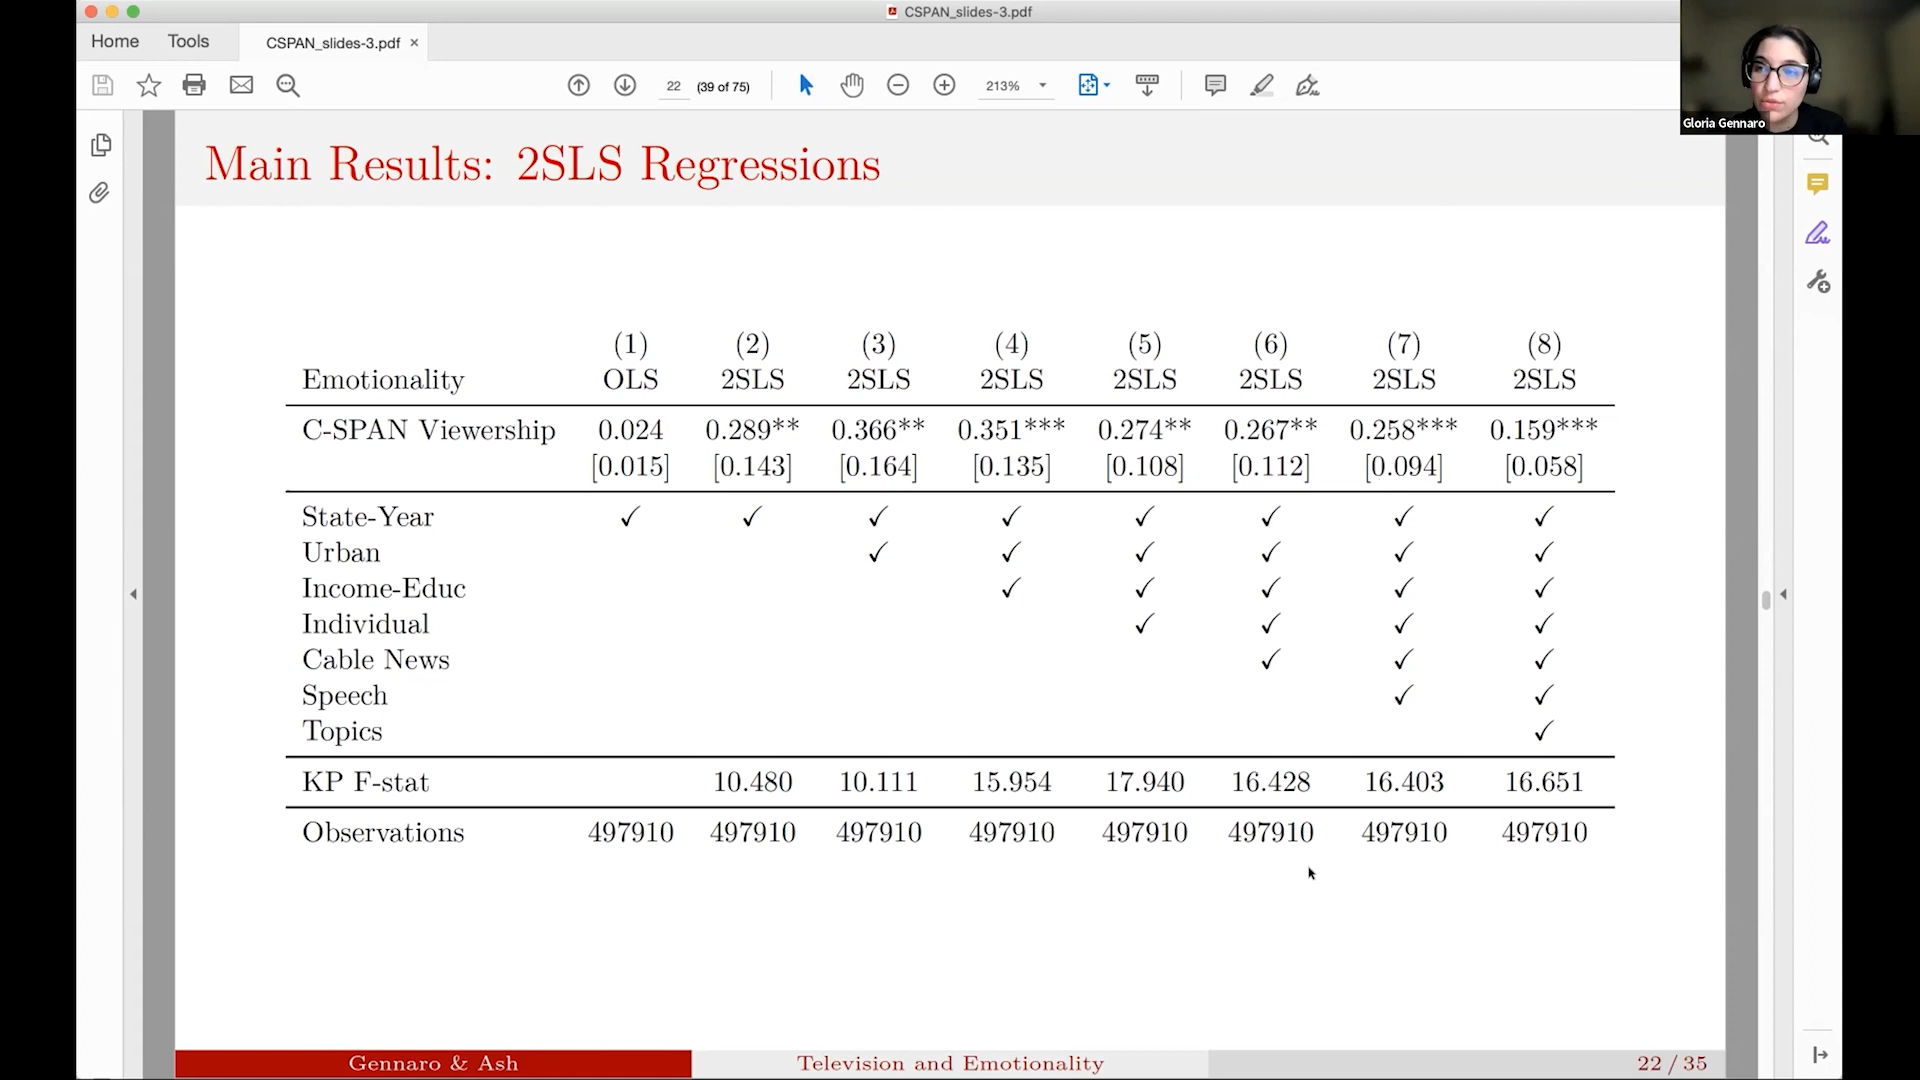 CSPAN_slides-3.pdf
Home Tools CSPAN_slides-3.pdf ×
22 (39 of 75) 213%
Gloria Gennaro
Main Results: 2SLS Regressions
(1) (2) (3) (4) (5) (6) (7) (8)
Emotionality OLS 2SLS 2SLS 2SLS 2SLS 2SLS 2SLS 2SLS
C-SPAN Viewership 0.024 0.289** 0.366** 0.351*** 0.274** 0.267** 0.258*** 0.159***
[0.015] [0.143] [0.164] [0.135] [0.108] [0.112] [0.094] [0.058]
State-Year ✓ ✓ ✓ ✓ ✓ ✓ ✓ ✓
Urban ✓ ✓ ✓ ✓ ✓ ✓
Income-Educ ✓ ✓ ✓ ✓ ✓
Individual ✓ ✓ ✓ ✓
Cable News ✓ ✓ ✓
Speech ✓ ✓
Topics ✓
KP F-stat 10.480 10.111 15.954 17.940 16.428 16.403 16.651
Observations 497910 497910 497910 497910 497910 497910 497910 497910
Gennaro & Ash Television and Emotionality 22 / 35